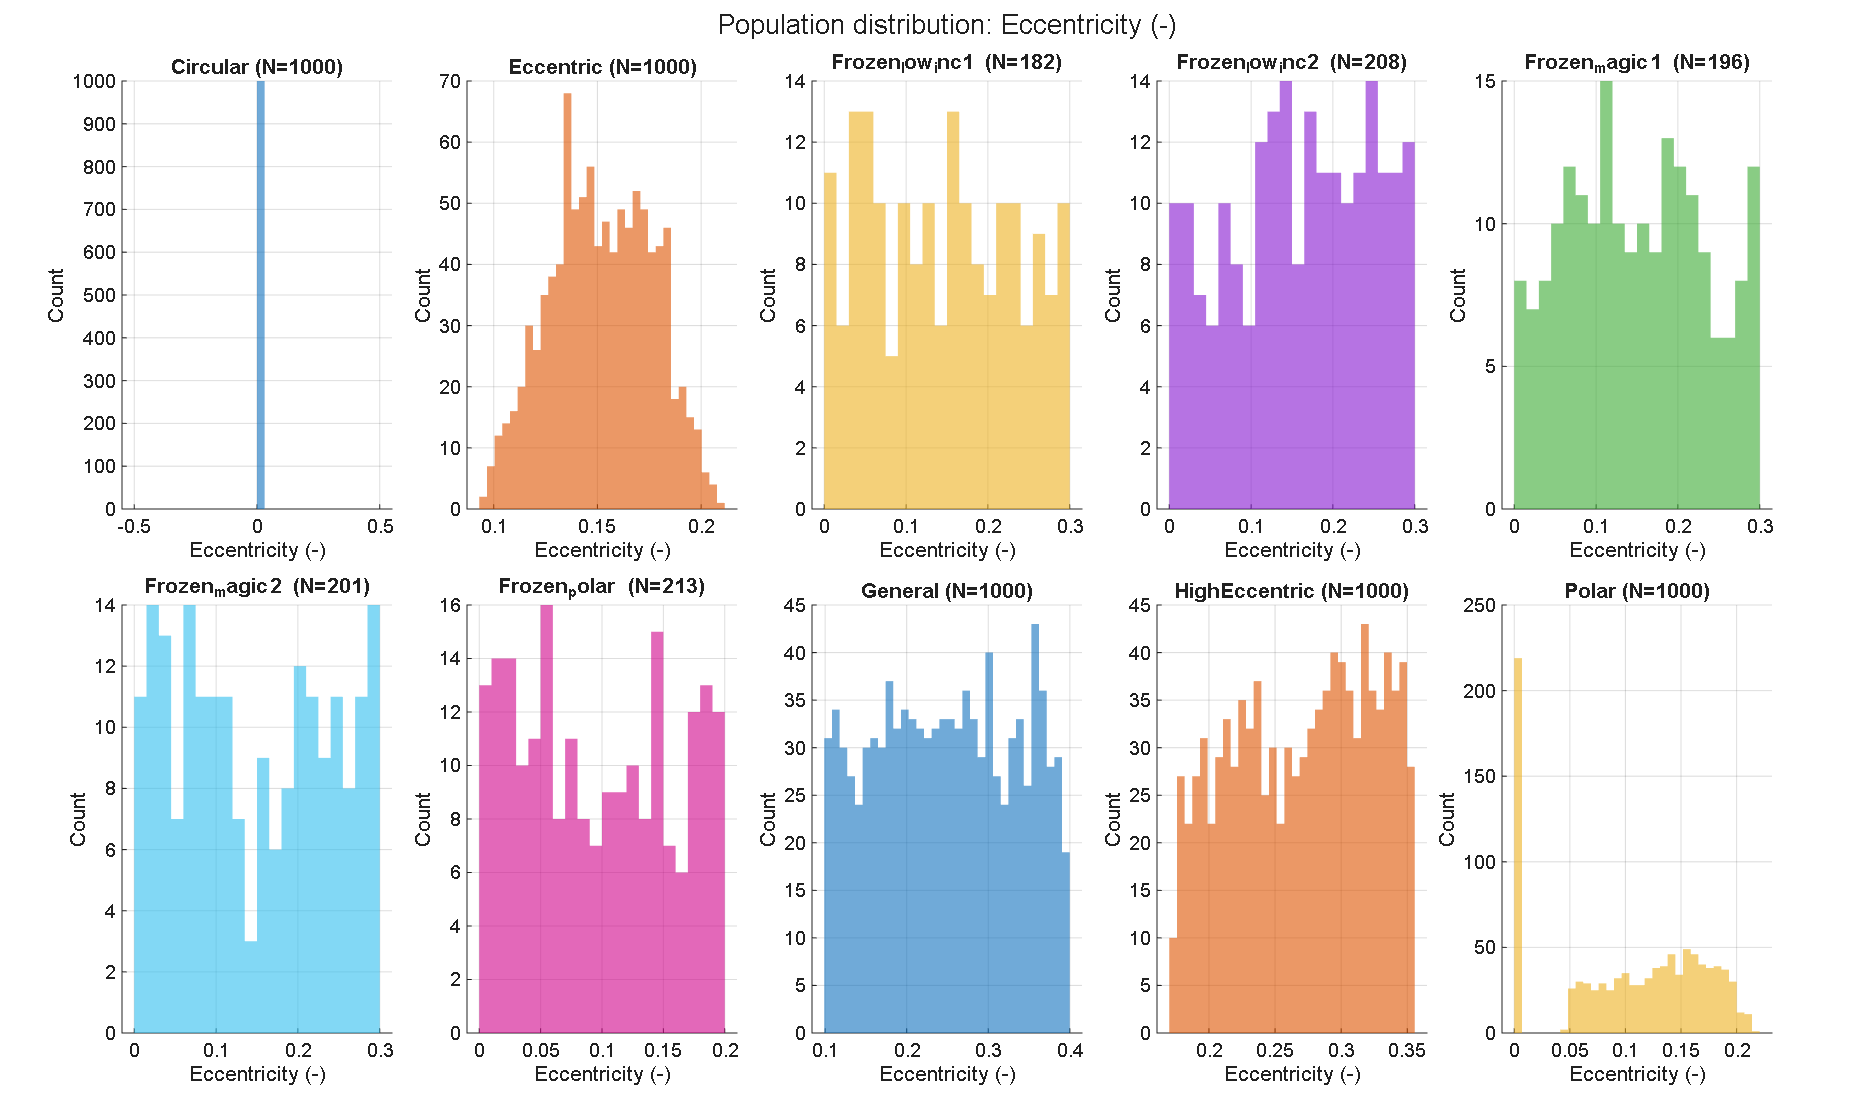 Population distribution: Eccentricity (-)
Circular (N=1000)
1000
900
800
700
600
500
400
300
200
100
0
Count
-0.5 0 0.5
Eccentricity (-)
Eccentric (N=1000)
70
60
50
40
30
20
10
0
Count
0.1 0.15 0.2
Eccentricity (-)
Frozenlowinc1 (N=182)
14
12
10
8
6
4
2
0
Count
0 0.1 0.2 0.3
Eccentricity (-)
Frozenlowinc2 (N=208)
14
12
10
8
6
4
2
0
Count
0 0.1 0.2 0.3
Eccentricity (-)
Frozenmagic1 (N=196)
15
10
5
0
Count
0 0.1 0.2 0.3
Eccentricity (-)
Frozenmagic2 (N=201)
14
12
10
8
6
4
2
0
Count
0 0.1 0.2 0.3
Eccentricity (-)
Frozenpolar (N=213)
16
14
12
10
8
6
4
2
0
Count
0 0.05 0.1 0.15 0.2
Eccentricity (-)
General (N=1000)
45
40
35
30
25
20
15
10
5
0
Count
0.1 0.2 0.3 0.4
Eccentricity (-)
HighEccentric (N=1000)
45
40
35
30
25
20
15
10
5
0
Count
0.2 0.25 0.3 0.35
Eccentricity (-)
Polar (N=1000)
250
200
150
100
50
0
Count
0 0.05 0.1 0.15 0.2
Eccentricity (-)